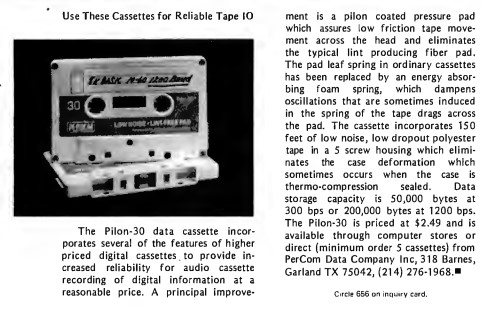 Use These Cassettes for Reliable Tape IO
30
PERCOM
LOW NOISE • LINT-FREE PAD
The Pilon-30 data cassette incor-
porates several of the features of higher
priced digital cassettes to provide in-
creased reliability for audio cassette
recording of digital information at a
reasonable price. A principal improve-
ment is a pilon coated pressure pad
which assures low friction tape move-
ment across the head and eliminates
the typical lint producing fiber pad.
The pad leaf spring in ordinary cassettes
has been replaced by an energy absor-
bing foam spring, which dampens
oscillations that are sometimes induced
in the spring of the tape drags across
the pad. The cassette incorporates 150
feet of low noise, low dropout polyester
tape in a 5 screw housing which elimi-
nates the case deformation which
sometimes occurs when the case is
thermo-compression sealed. Data
storage capacity is 50,000 bytes at
300 bps or 200,000 bytes at 1200 bps.
The Pilon-30 is priced at $2.49 and is
available through computer stores or
direct (minimum order 5 cassettes) from
PerCom Data Company Inc, 318 Barnes,
Garland TX 75042, (214) 276-1968.■
Circle 656 on inquiry card.